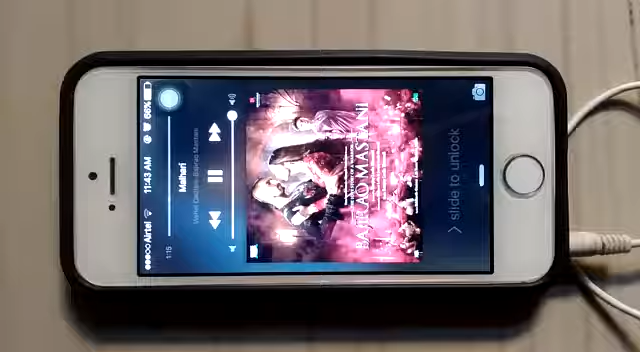 Airtel 11:43 AM 66%
1:15
Malhari
Vishal Dadlani-Bajirao Mastani
BAJIRAO MASTANI
> slide to unlock